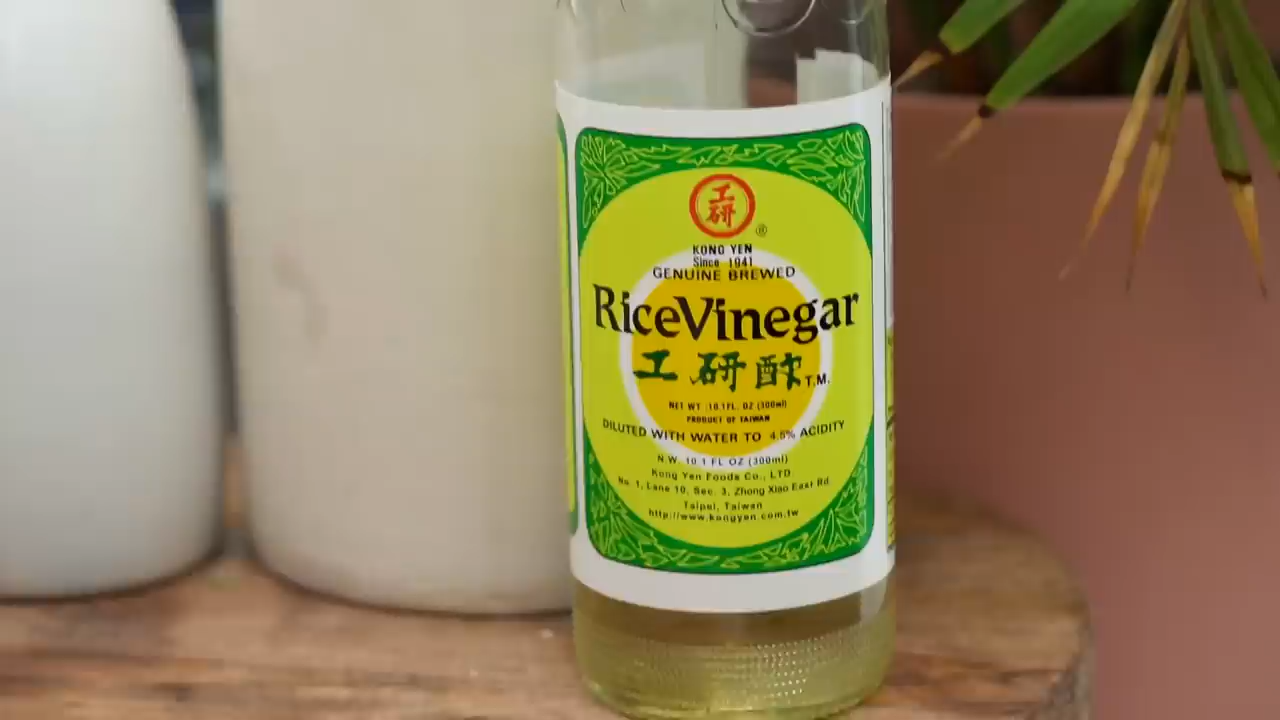 工
研
®
KONG YEN
Since 1941
GENUINE BREWED
RiceVinegar
工研酢T.M.
NET WT :10.1FL. OZ (300ml)
PRODUCT OF TAIWAN
DILUTED WITH WATER TO 4.5% ACIDITY
N.W. 10.1 FL OZ (300ml)
Kong Yen Foods Co., LTD.
No. 1, Lane 10, Sec. 3, Zhong Xiao East Rd.
Taipei, Taiwan
http://www.kongyen.com.tw